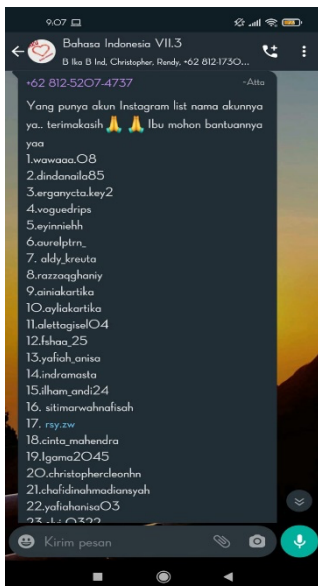 9.07
Bahasa Indonesia VII.3
B Ika B Ind, Christopher, Rendy, +62 812-1730...
+62 812-5207-4737 ~Atta
Yang punya akun Instagram list nama akunnya
ya.. terimakasih 🙏 🙏 Ibu mohon bantuannya
yaa
1.wawaaa.08
2.dindanaila85
3.erganycta.key2
4.voguedrips
5.eyinniehh
6.aurelptrn_
7. aldy_kreuta
8.razzaqghaniy
9.ainiakartika
10.ayliakartika
11.alettagisel04
12.fshaa_25
13.yafiah_anisa
14.indramasta
15.ilham_andi24
16. sitimarwahnafisah
17. rsy.zw
18.cinta_mahendra
19.Igama2045
20.christophercleonhn
21.chafidinahmadiansyah
22.yafiahanisa03
Kirim pesan